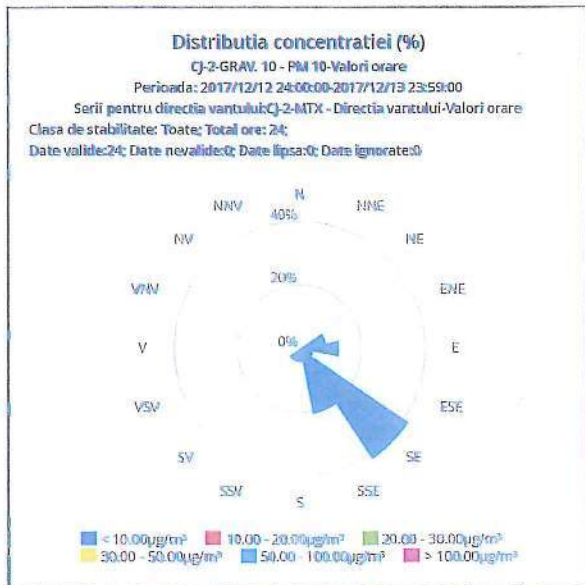 Distributia concentratiei (%)
CJ-2-GRAV. 10 - PM 10-Valori orare
Perioada: 2017/12/12 24:00:00-2017/12/13 23:59:00
Serii pentru directia vantului:CJ-2-MTX - Directia vantului-Valori orare
Clasa de stabilitate: Toate; Total ore: 24;
Date valide:24; Date nevalide:0; Date lipsa:0; Date ignorate:0
N
NNV NNE
40%
NV NE
20%
VNV ENE
V 0% E
VSV ESE
SV SE
SSV SSE
S
< 10.00µg/m³ 10.00 - 20.00µg/m³ 20.00 - 30.00µg/m³
30.00 - 50.00µg/m³ 50.00 - 100.00µg/m³ > 100.00µg/m³